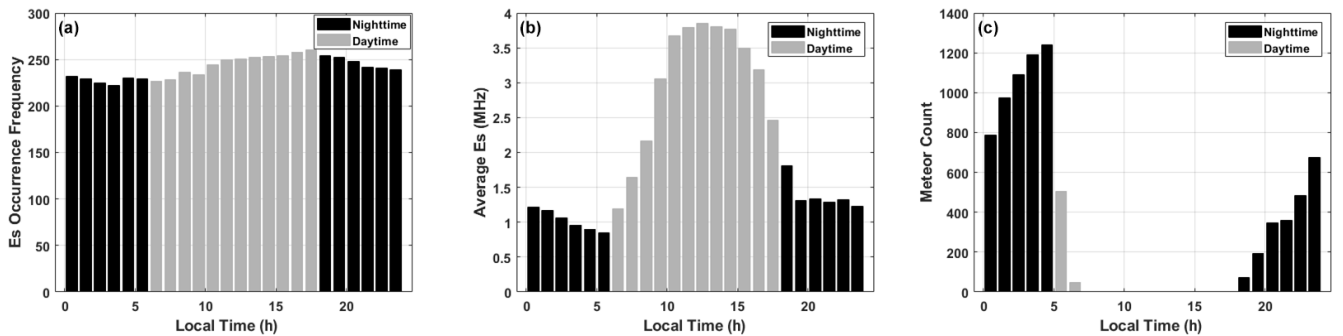 (a)
Nighttime
Daytime
300
250
200
150
100
50
0
0 5 10 15 20
Local Time (h)
Es Occurrence Frequency
(b)
Nighttime
Daytime
4
3.5
3
2.5
2
1.5
1
0.5
0
0 5 10 15 20
Local Time (h)
Average Es (MHz)
(c)
Nighttime
Daytime
1400
1200
1000
800
600
400
200
0
0 5 10 15 20
Local Time (h)
Meteor Count